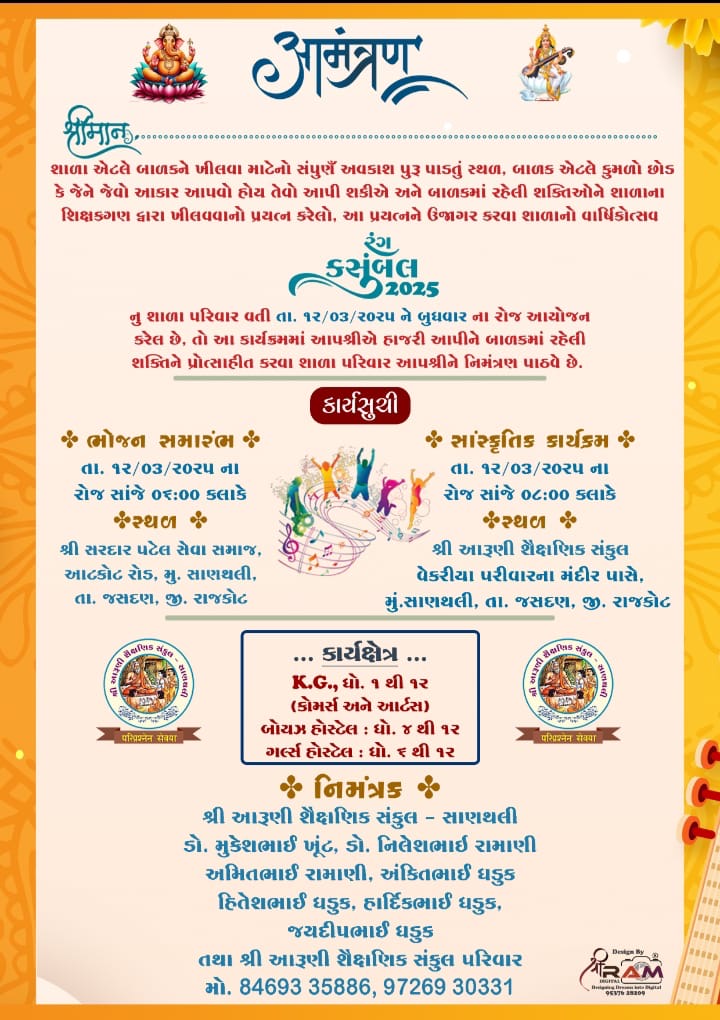 आमंत्रण
श्रीमान,
શાળા એટલે બાળકને ખીલવા માટેનો સંપુર્ણ અવકાશ પુરૂ પાડતું સ્થળ, બાળક એટલે કુમળો છોડ
કે જેને જેવો આકાર આપવો હોય તેવો આપી શકીએ અને બાળકમાં રહેલી શક્તિઓને શાળાના
શિક્ષકગણ દ્વારા ખીલવવાનો પ્રયત્ન કરેલો, આ પ્રયત્નને ઉજાગર કરવા શાળાનો વાર્ષિકોત્સવ
રંગ
કસુંબલ
2025
નુ શાળા પરિવાર વતી તા. ૧૨/૦૩/૨૦૨૫ ને બુધવાર ના રોજ આયોજન
કરેલ છે, તો આ કાર્યક્રમમાં આપશ્રીએ હાજરી આપીને બાળકમાં રહેલી
શક્તિને પ્રોત્સાહીત કરવા શાળા પરિવાર આપશ્રીને નિમંત્રણ પાઠવે છે.
કાર્યસુચી
ભોજન સમારંભ
તા. ૧૨/૦૩/૨૦૨૫ ના
રોજ સાંજે ૦૬:૦૦ કલાકે
સ્થળ
શ્રી સરદાર પટેલ સેવા સમાજ,
આટકોટ રોડ, મુ. સાણથલી,
તા. જસદણ, જી. રાજકોટ
સાંસ્કૃતિક કાર્યક્રમ
તા. ૧૨/૦૩/૨૦૨૫ ના
રોજ સાંજે ૦૮:૦૦ કલાકે
સ્થળ
શ્રી આરૂણી શૈક્ષણિક સંકુલ
વેકરીયા પરીવારના મંદીર પાસે,
મું.સાણથલી, તા. જસદણ, જી. રાજકોટ
શ્રી આરૂણી શૈક્ષણિક સંકુલ - સાણથલી
પરિપ્રશ્નેન સેવયા
... કાર્યક્ષેત્ર ...
K.G., ધો. ૧ થી ૧૨
(કોમર્સ અને આર્ટસ)
બોયઝ હોસ્ટેલ : ધો. ૪ થી ૧૨
ગર્લ્સ હોસ્ટેલ : ધો. ૬ થી ૧૨
શ્રી આરૂણી શૈક્ષણિક સંકુલ - સાણથલી
પરિપ્રશ્નેન સેવયા
નિમંત્રક
શ્રી આરૂણી શૈક્ષણિક સંકુલ – સાણથલી
ડો. મુકેશભાઈ ખૂંટ, ડો. નિલેશભાઇ રામાણી
અમિતભાઈ રામાણી, અંકિતભાઈ ધડુક
હિતેશભાઈ ધડુક, હાર્દિકભાઈ ધડુક,
જયદીપભાઈ ધડુક
તથા શ્રી આરૂણી શૈક્ષણિક સંકુલ પરિવાર
મો. 84693 35886, 97269 30331
Design By
श्री RAM
DIGITAL
Designing Dreams into Digital